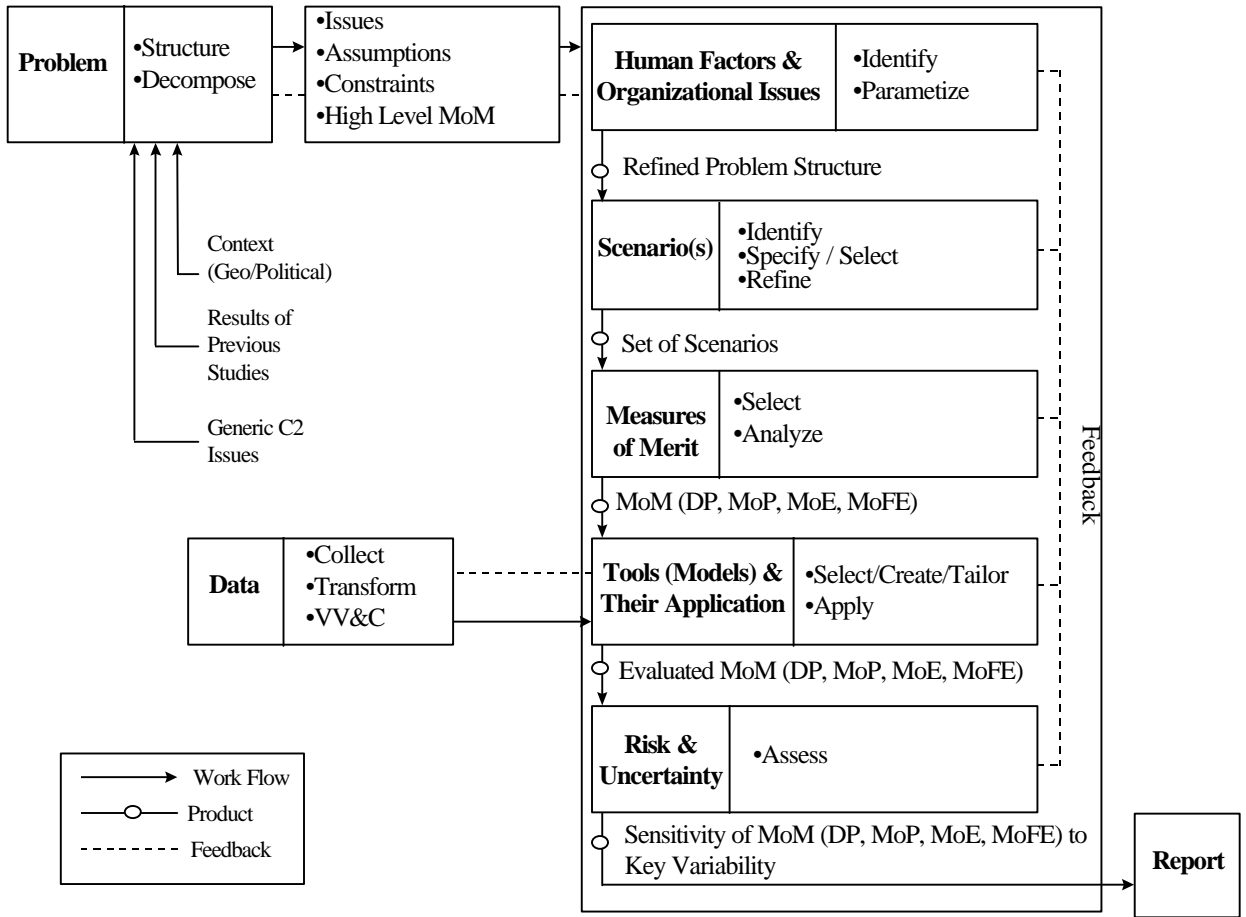 Problem
•Structure
•Decompose
•Issues
•Assumptions
•Constraints
•High Level MoM
Human Factors &
Organizational Issues
•Identify
•Parametize
Refined Problem Structure
Context
(Geo/Political)
Results of
Previous
Studies
Generic C2
Issues
Scenario(s)
•Identify
•Specify / Select
•Refine
Set of Scenarios
Measures
of Merit
•Select
•Analyze
MoM (DP, MoP, MoE, MoFE)
Feedback
Data
•Collect
•Transform
•VV&C
Tools (Models) &
Their Application
•Select/Create/Tailor
•Apply
Evaluated MoM (DP, MoP, MoE, MoFE)
Risk &
Uncertainty
•Assess
Sensitivity of MoM (DP, MoP, MoE, MoFE) to
Key Variability
Report
Work Flow
Product
Feedback